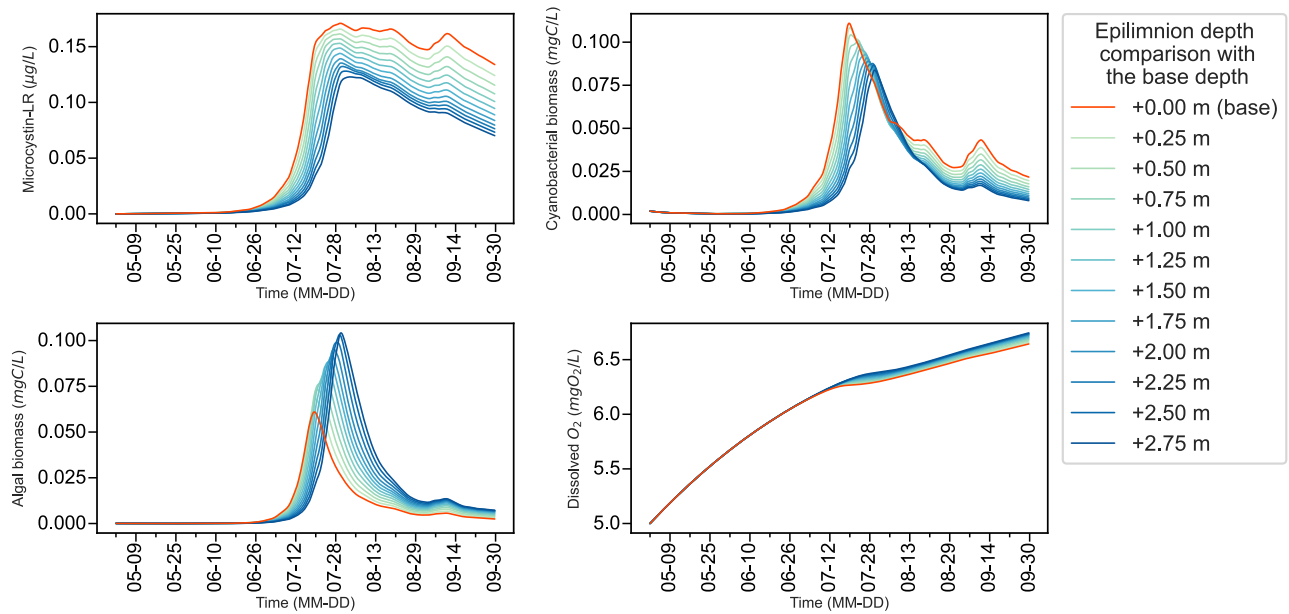 Microcystin-LR (μg/L)
0.15
0.10
0.05
0.00
05-09
05-25
06-10
06-26
07-12
07-28
08-13
08-29
09-14
09-30
Time (MM-DD)
Cyanobacterial biomass (mgC/L)
0.100
0.075
0.050
0.025
0.000
05-09
05-25
06-10
06-26
07-12
07-28
08-13
08-29
09-14
09-30
Time (MM-DD)
Epilimnion depth
comparison with
the base depth
+0.00 m (base)
+0.25 m
+0.50 m
+0.75 m
+1.00 m
+1.25 m
+1.50 m
+1.75 m
+2.00 m
+2.25 m
+2.50 m
+2.75 m
Algal biomass (mgC/L)
0.100
0.075
0.050
0.025
0.000
05-09
05-25
06-10
06-26
07-12
07-28
08-13
08-29
09-14
09-30
Time (MM-DD)
Dissolved O₂ (mgO₂/L)
6.5
6.0
5.5
5.0
05-09
05-25
06-10
06-26
07-12
07-28
08-13
08-29
09-14
09-30
Time (MM-DD)